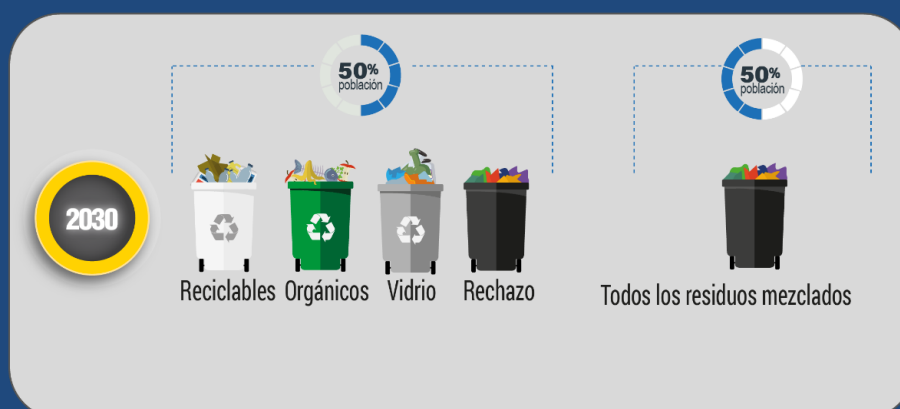 50%
población
50%
población
2030
Reciclables Orgánicos Vidrio Rechazo
Todos los residuos mezclados